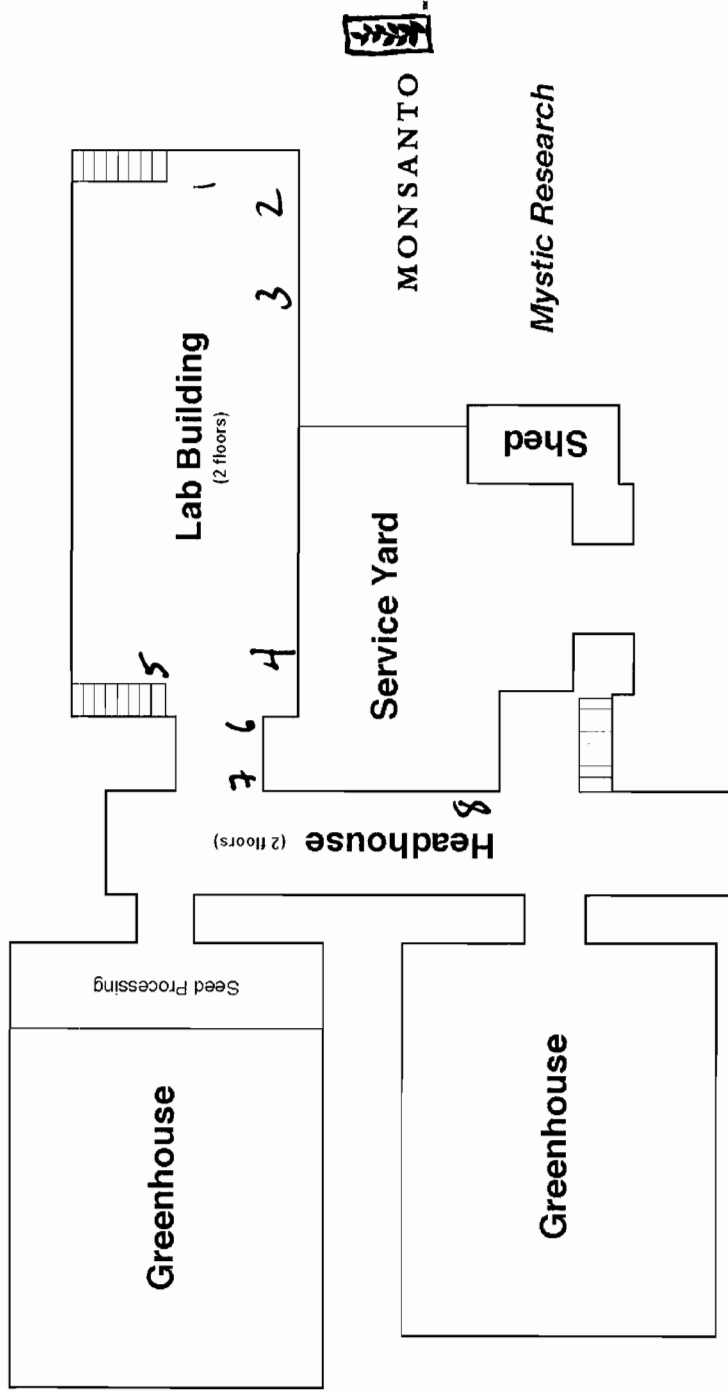 MONSANTO
Mystic Research
Lab Building
(2 floors)
1
2
3
4
5
6
7
8
Service Yard
Shed
Headhouse (2 floors)
Seed Processing
Greenhouse
Greenhouse